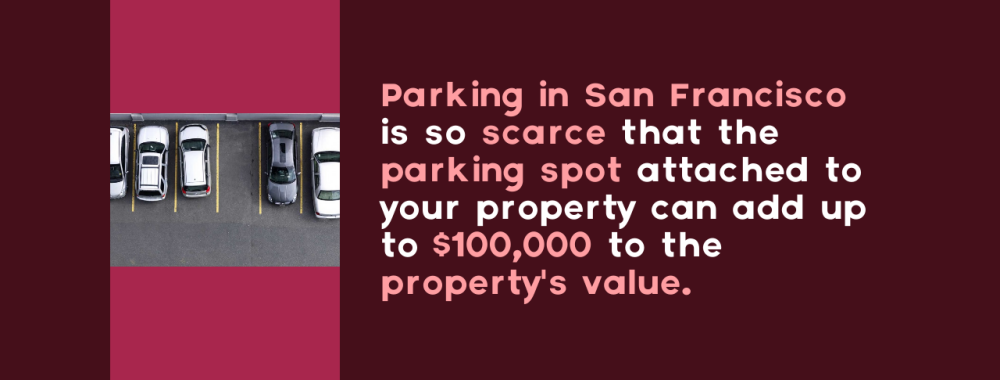 Parking in San Francisco
is so scarce that the
parking spot attached to
your property can add up
to $100,000 to the
property's value.